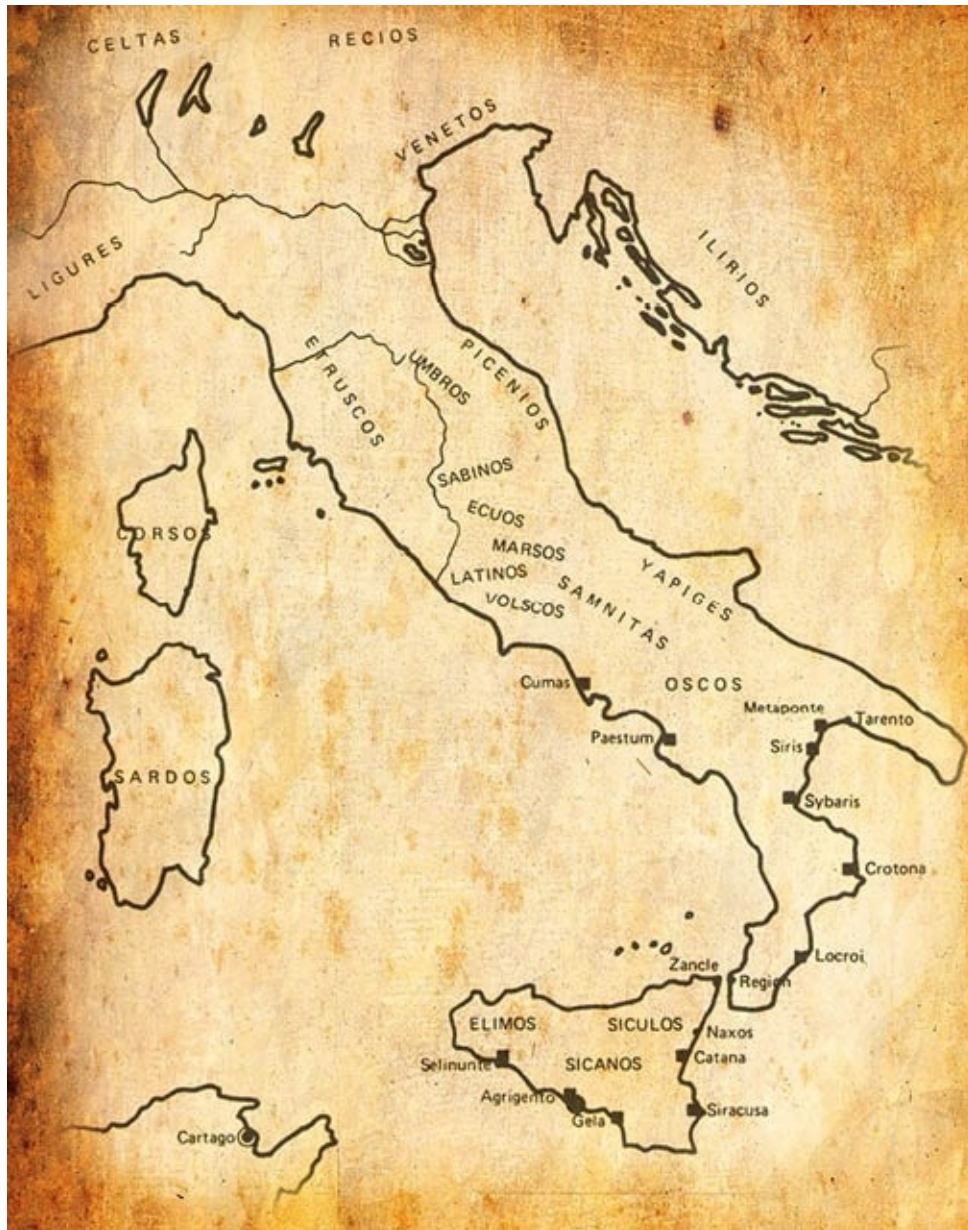 CELTAS
RECIOS
VENETOS
LIGURES
ILIRIOS
ETRUSCOS
UMBROS
PICENIOS
SABINOS
ECUOS
CORSOS
MARSOS
YAPIGES
LATINOS
SAMNITAS
VOLSCOS
Cumas
OSCOS
Metaponte
Tarento
Paestum
Siris
SARDOS
Sybaris
Crotona
Locroi
Zancle
Region
ELIMOS
SICULOS
Naxos
Selinunte
SICANOS
Catana
Agrigento
Gela
Siracusa
Cartago